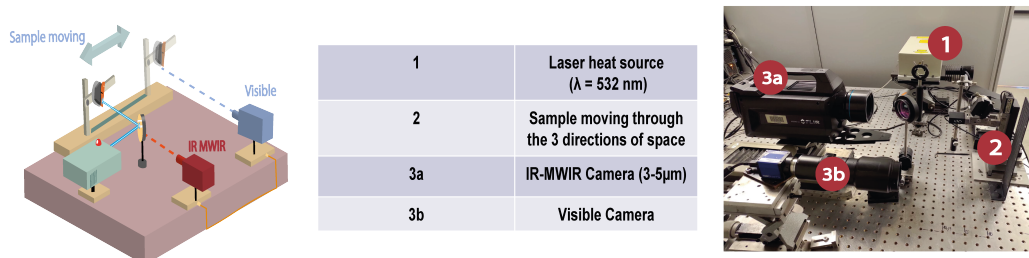 Sample moving
Visible
IR MWIR
1
Laser heat source
(λ = 532 nm)
2
Sample moving through
the 3 directions of space
3a
IR-MWIR Camera (3-5µm)
3b
Visible Camera
1
3a
2
3b